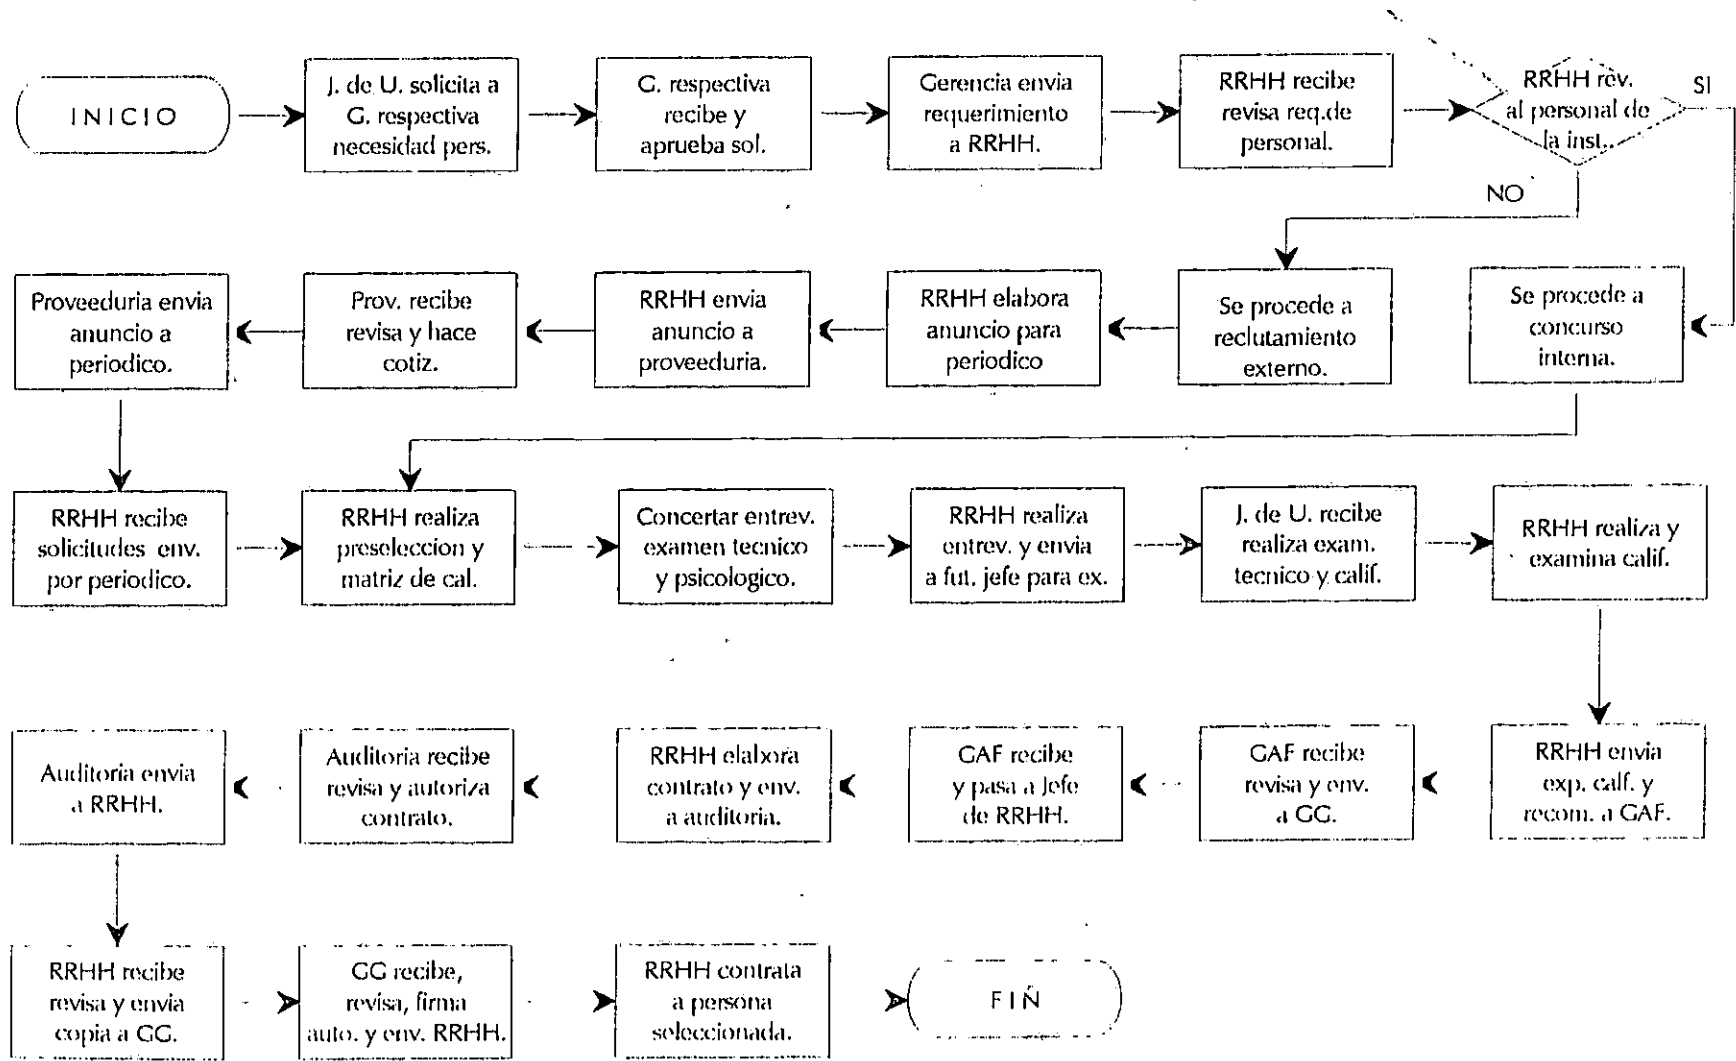 INICIO
J. de U. solicita a
G. respectiva
necesidad pers.
G. respectiva
recibe y
aprueba sol.
Gerencia envia
requerimiento
a RRHH.
RRHH recibe
revisa req.de
personal.
RRHH rev.
al personal de
la inst..
SI
NO
Proveeduria envia
anuncio a
periodico.
Prov. recibe
revisa y hace
cotiz.
RRHH envia
anuncio a
proveeduria.
RRHH elabora
anuncio para
periodico
Se procede a
reclutamiento
externo.
Se procede a
concurso
interna.
RRHH recibe
solicitudes env.
por periodico.
RRHH realiza
preseleccion y
matriz de cal.
Concertar entrev.
examen tecnico
y psicologico.
RRHH realiza
entrev. y envia
a fut. jefe para ex.
J. de U. recibe
realiza exam.
tecnico y calif.
RRHH realiza y
examina calif.
Auditoria envia
a RRHH.
Auditoria recibe
revisa y autoriza
contrato.
RRHH elabora
contrato y env.
a auditoria.
GAF recibe
y pasa a Jefe
de RRHH.
GAF recibe
revisa y env.
a GG.
RRHH envia
exp. calf. y
recom. a GAF.
RRHH recibe
revisa y envia
copia a GG.
GG recibe,
revisa, firma
auto. y env. RRHH.
RRHH contrata
a persona
seleccionada.
FIN